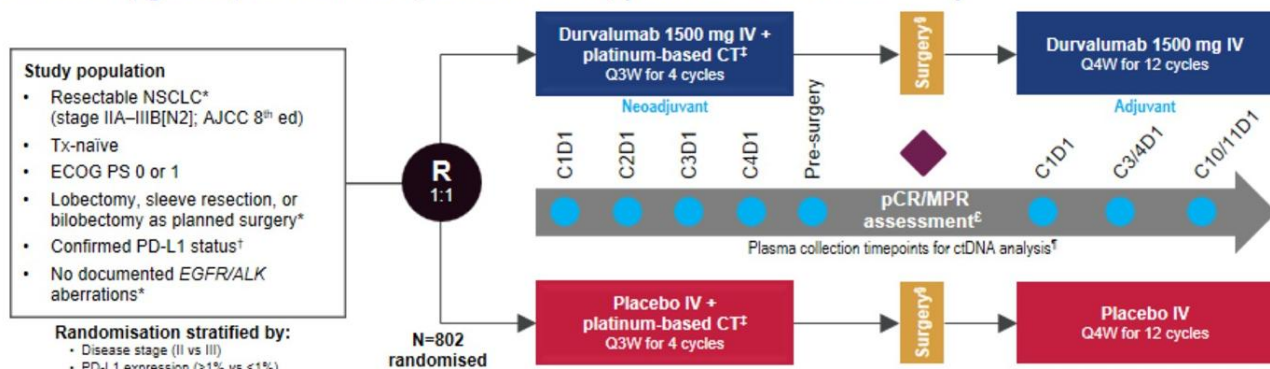 Study population
• Resectable NSCLC*
(stage IIA–IIIB[N2]; AJCC 8th ed)
• Tx-naïve
• ECOG PS 0 or 1
• Lobectomy, sleeve resection, or
bilobectomy as planned surgery*
• Confirmed PD-L1 status†
• No documented EGFR/ALK
aberrations*
Randomisation stratified by:
• Disease stage (II vs III)
R
1:1
N=802
randomised
Durvalumab 1500 mg IV +
platinum-based CT‡
Q3W for 4 cycles
Surgery§
Durvalumab 1500 mg IV
Q4W for 12 cycles
Neoadjuvant
Adjuvant
C1D1
C2D1
C3D1
C4D1
Pre-surgery
C1D1
C3/4D1
C10/11D1
pCR/MPR
assessment£
Plasma collection timepoints for ctDNA analysis¶
Placebo IV +
platinum-based CT‡
Q3W for 4 cycles
Surgery§
Placebo IV
Q4W for 12 cycles